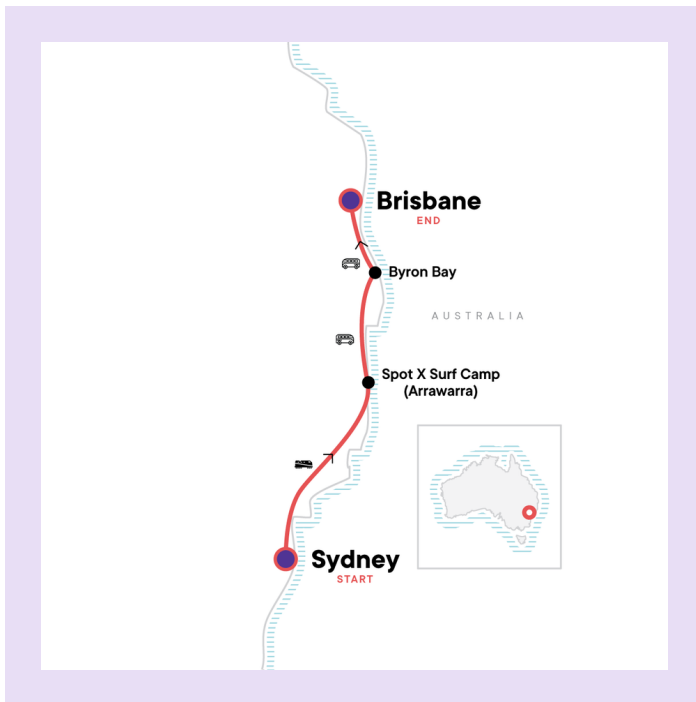 Brisbane
END
Byron Bay
AUSTRALIA
Spot X Surf Camp
(Arrawarra)
Sydney
START